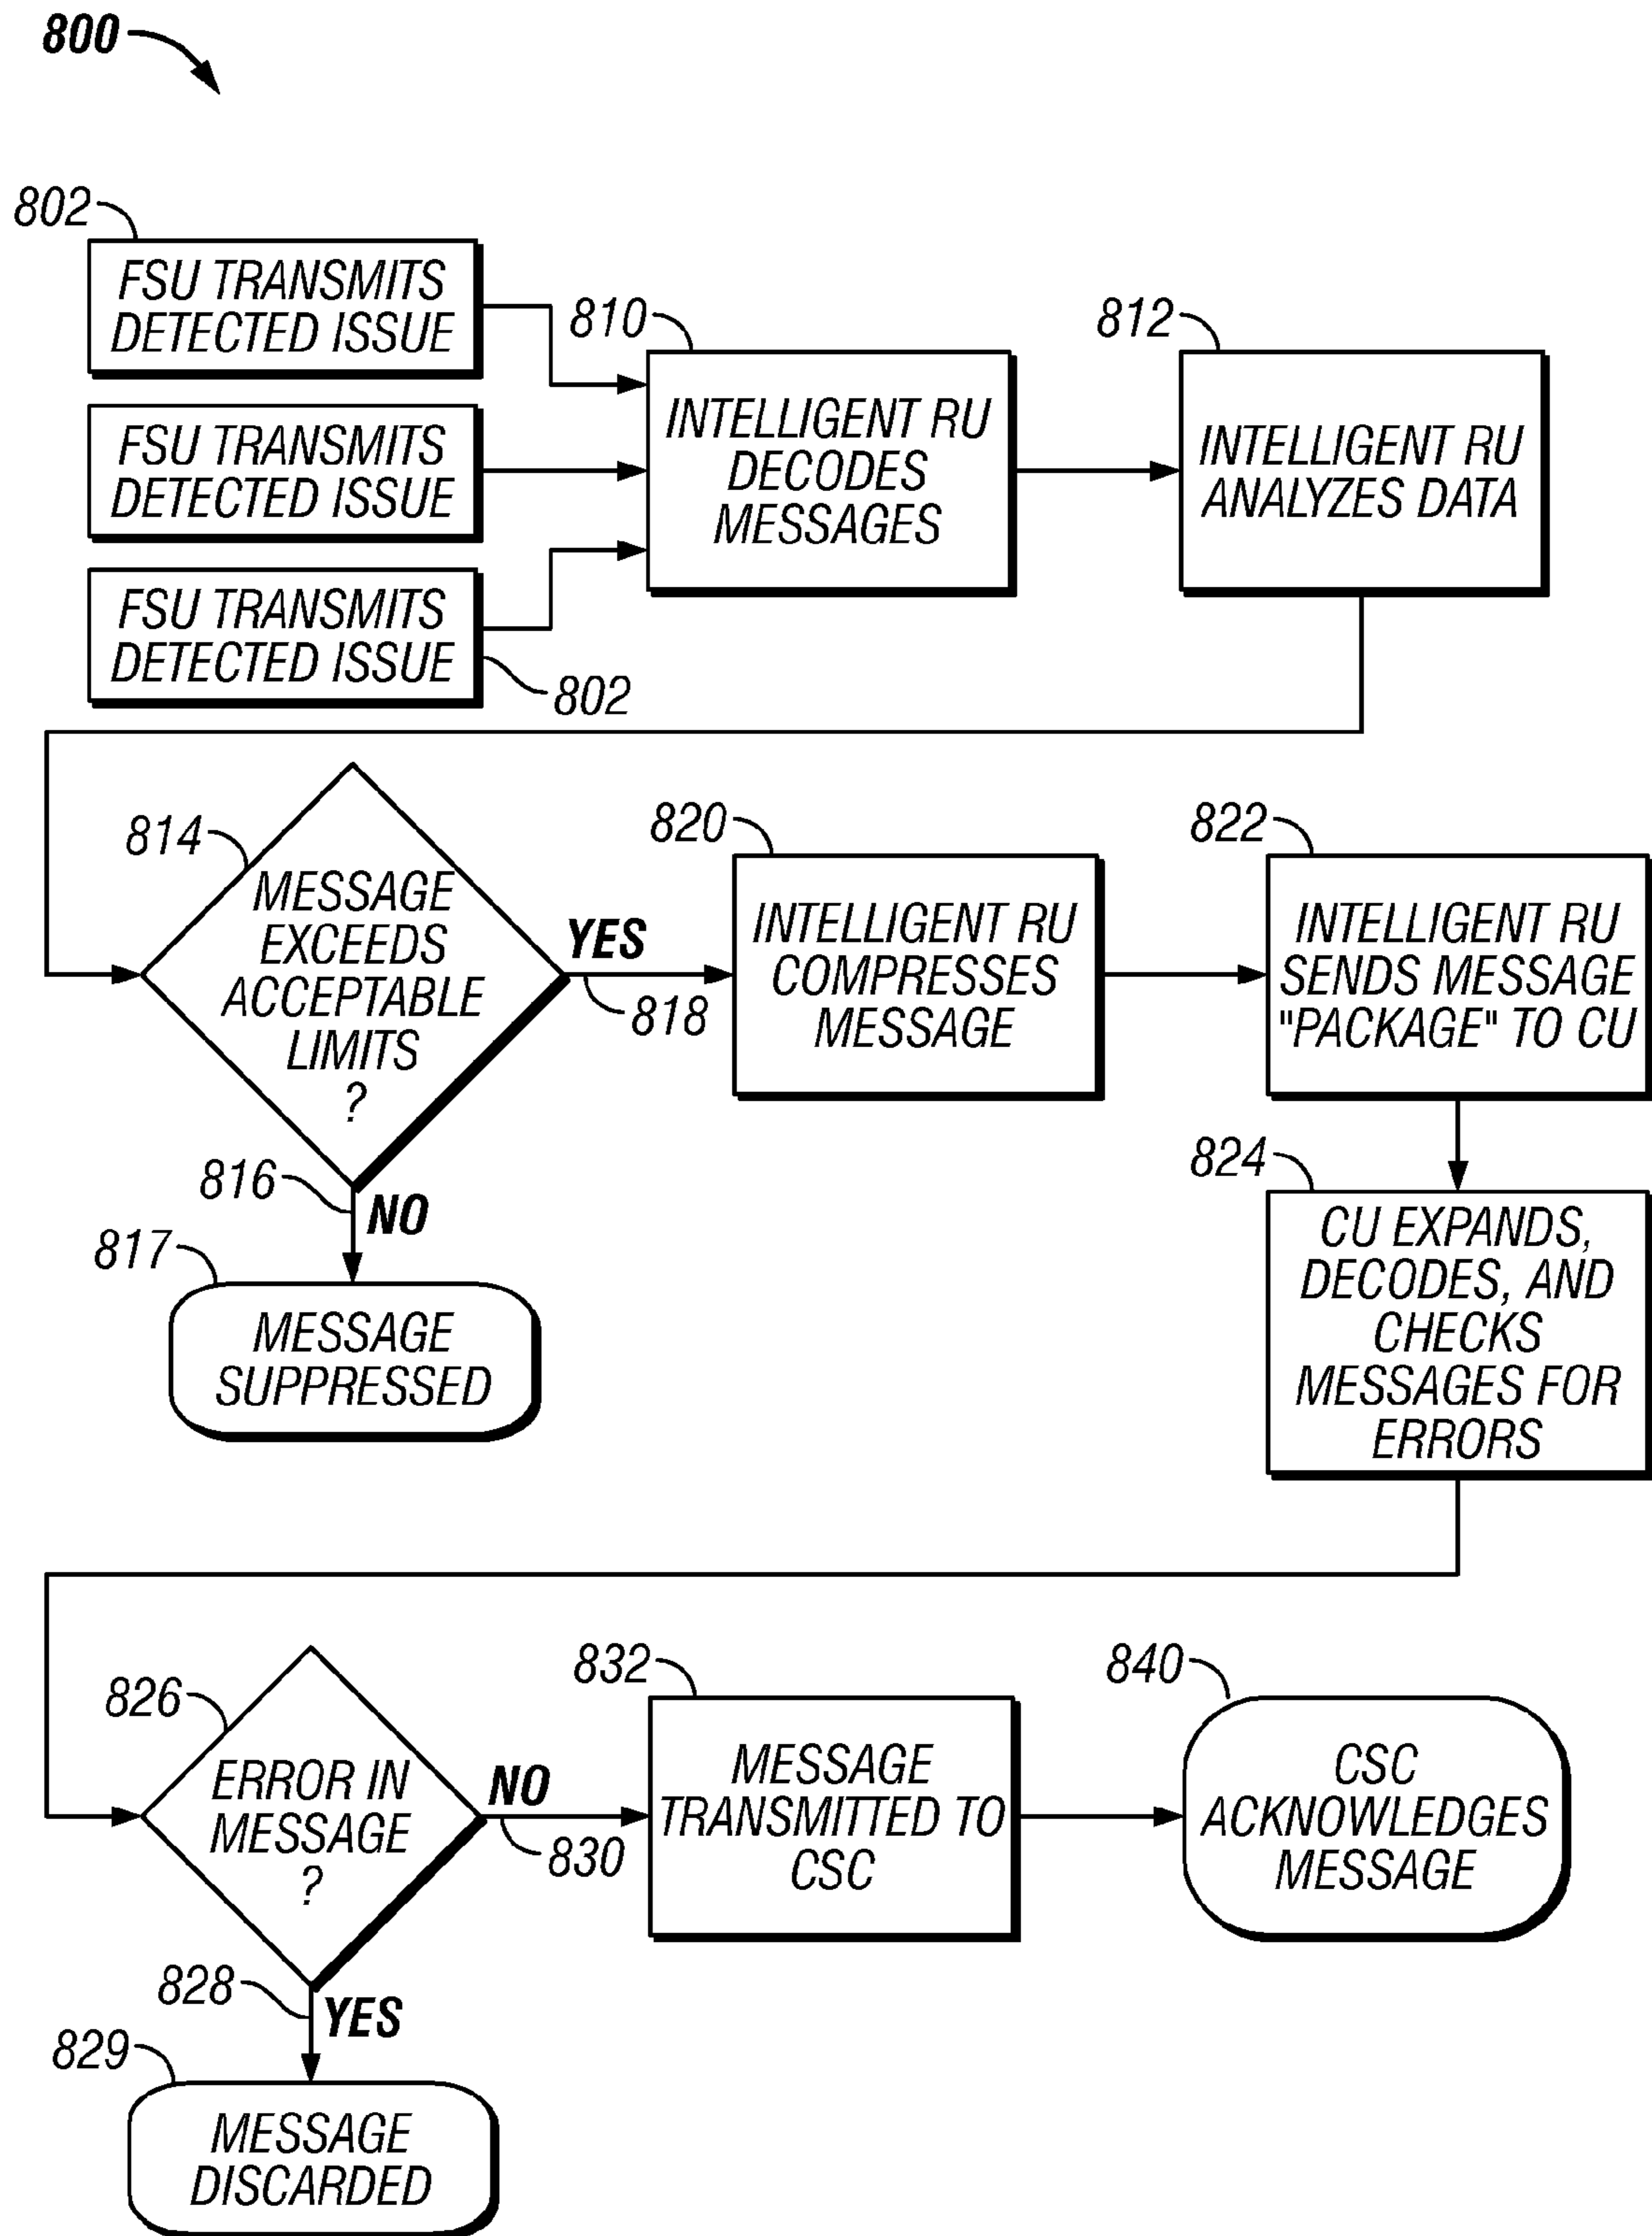 800
802
FSU TRANSMITS
DETECTED ISSUE
FSU TRANSMITS
DETECTED ISSUE
FSU TRANSMITS
DETECTED ISSUE
802
810
INTELLIGENT RU
DECODES
MESSAGES
812
INTELLIGENT RU
ANALYZES DATA
814
MESSAGE
EXCEEDS
ACCEPTABLE
LIMITS
?
816
NO
817
MESSAGE
SUPPRESSED
YES
818
820
INTELLIGENT RU
COMPRESSES
MESSAGE
822
INTELLIGENT RU
SENDS MESSAGE
"PACKAGE" TO CU
824
CU EXPANDS,
DECODES, AND
CHECKS
MESSAGES FOR
ERRORS
826
ERROR IN
MESSAGE
?
828
YES
829
MESSAGE
DISCARDED
NO
830
832
MESSAGE
TRANSMITTED TO
CSC
840
CSC
ACKNOWLEDGES
MESSAGE